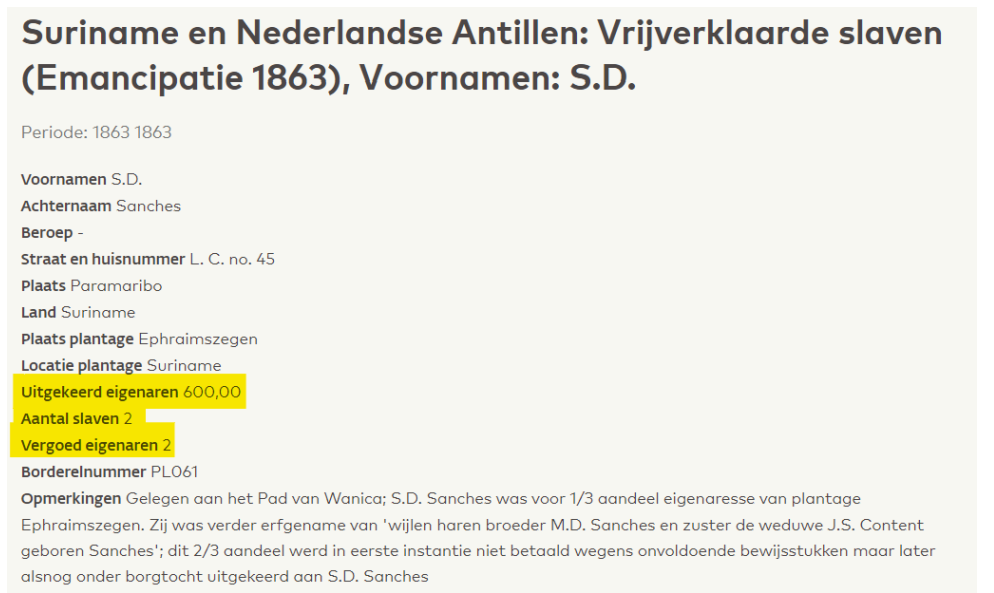 Suriname en Nederlandse Antillen: Vrijverklaarde slaven
(Emancipatie 1863), Voornamen: S.D.
Periode: 1863 1863
Voornamen S.D.
Achternaam Sanches
Beroep -
Straat en huisnummer L. C. no. 45
Plaats Paramaribo
Land Suriname
Plaats plantage Ephraimszegen
Locatie plantage Suriname
Uitgekeerd eigenaren 600,00
Aantal slaven 2
Vergoed eigenaren 2
Borderelnummer PL061
Opmerkingen Gelegen aan het Pad van Wanica; S.D. Sanches was voor 1/3 aandeel eigenaresse van plantage
Ephraimszegen. Zij was verder erfgename van 'wijlen haren broeder M.D. Sanches en zuster de weduwe J.S. Content
geboren Sanches'; dit 2/3 aandeel werd in eerste instantie niet betaald wegens onvoldoende bewijsstukken maar later
alsnog onder borgtocht uitgekeerd aan S.D. Sanches